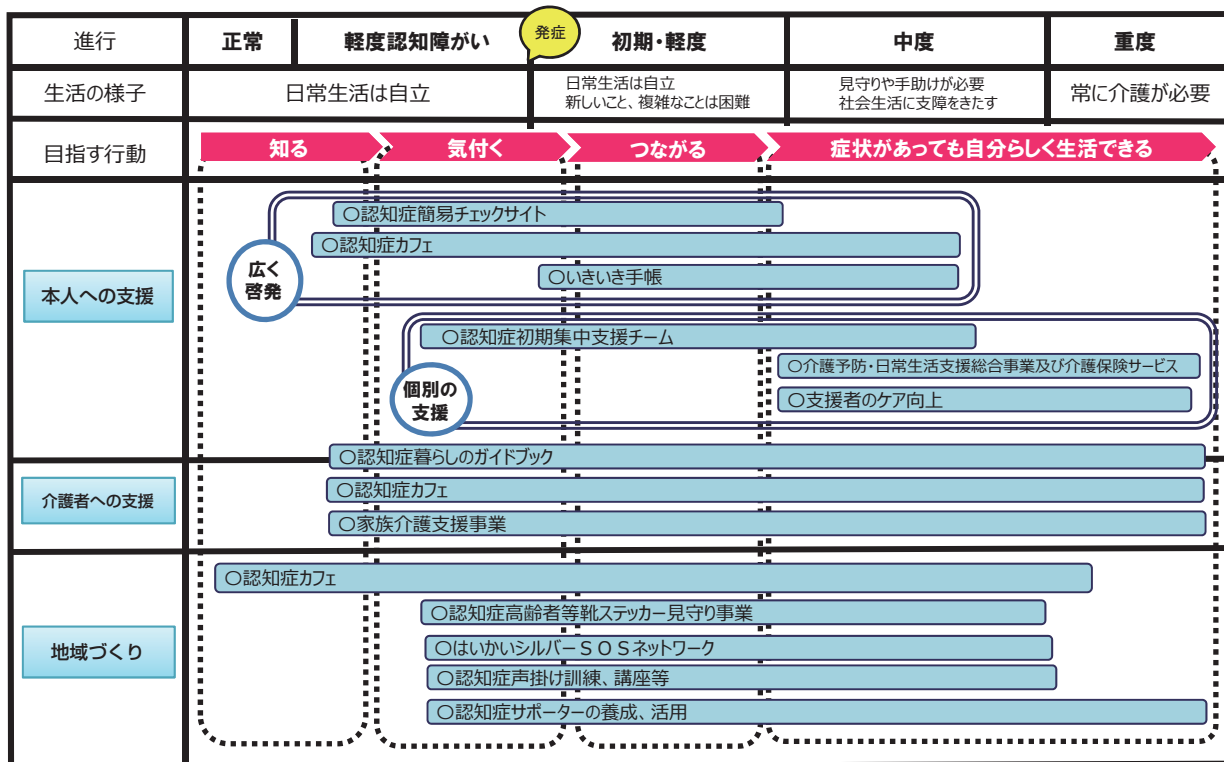 進行
正常
軽度認知障がい
発症
初期・軽度
中度
重度
生活の様子
日常生活は自立
日常生活は自立
新しいこと、複雑なことは困難
見守りや手助けが必要
社会生活に支障をきたす
常に介護が必要
目指す行動
知る
気付く
つながる
症状があっても自分らしく生活できる
本人への支援
広く
啓発
〇認知症簡易チェックサイト
〇認知症カフェ
〇いきいき手帳
個別の
支援
〇認知症初期集中支援チーム
〇介護予防・日常生活支援総合事業及び介護保険サービス
〇支援者のケア向上
〇認知症暮らしのガイドブック
介護者への支援
〇認知症カフェ
〇家族介護支援事業
地域づくり
〇認知症カフェ
〇認知症高齢者等靴ステッカー見守り事業
〇はいかいシルバーＳＯＳネットワーク
〇認知症声掛け訓練、講座等
〇認知症サポーターの養成、活用